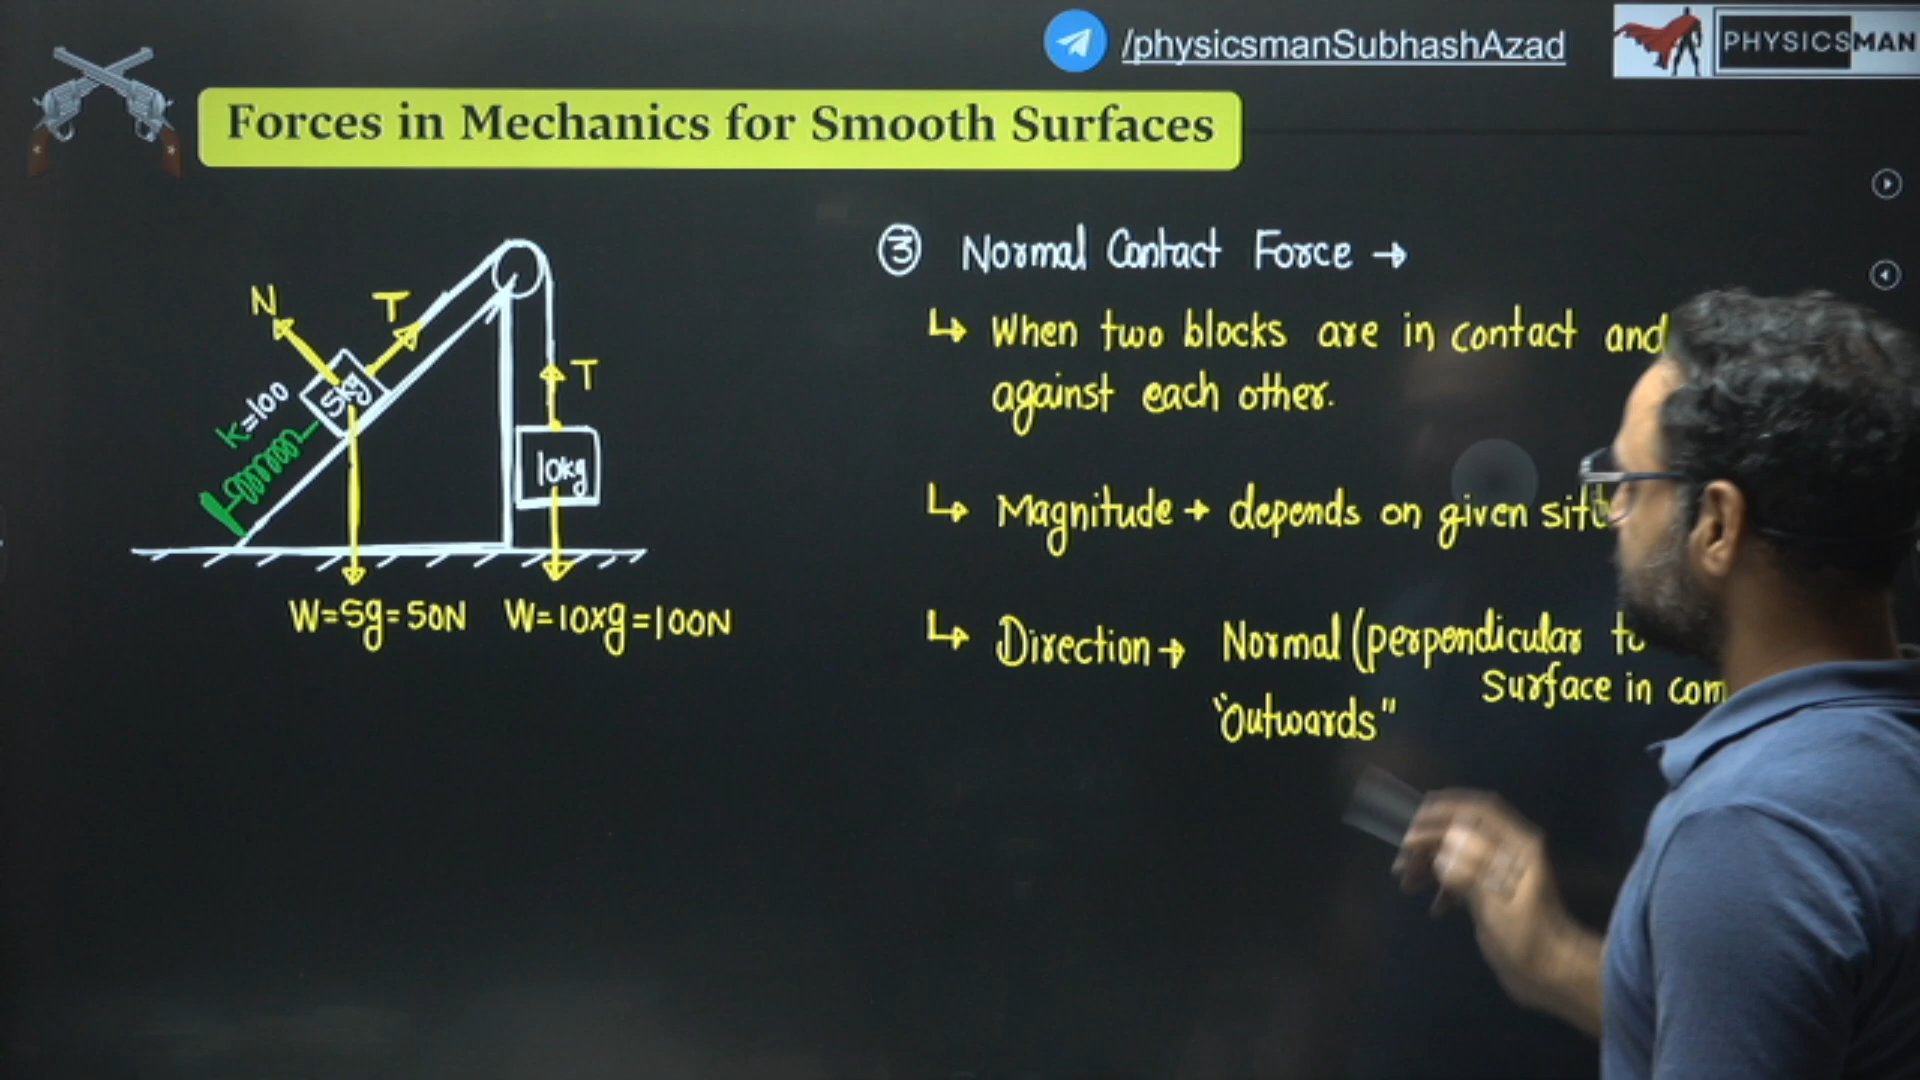 /physicsmanSubhashAzad
PHYSICSMAN
Forces in Mechanics for Smooth Surfaces
③ Normal Contact Force →
↳ When two blocks are in contact and
against each other.
↳ Magnitude → depends on given
↳ Direction → Normal (perpendicular to
Surface in
"Outwards"
N
T
T
K=100
5kg
10kg
W=5g=50N W=10xg=100N